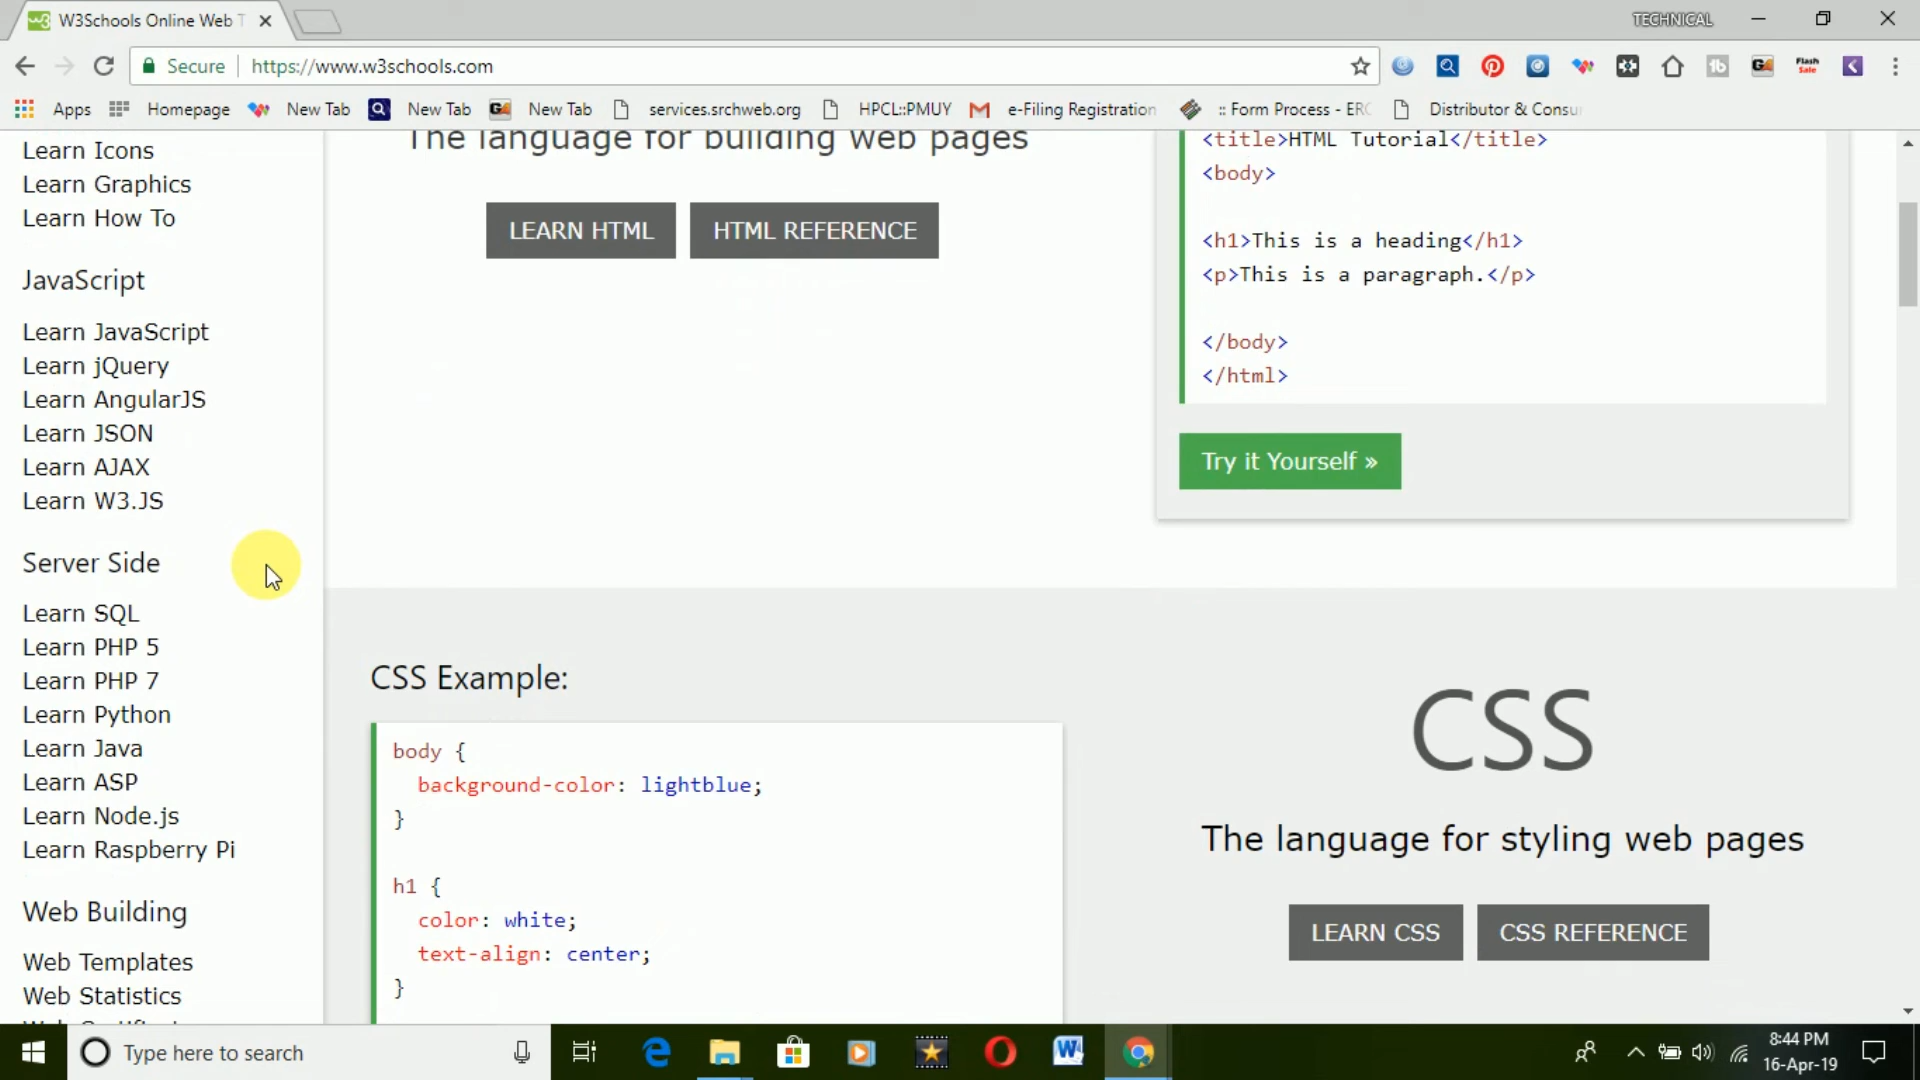 W3Schools Online Web T
TECHNICAL
Secure
https://www.w3schools.com
Apps
Homepage
New Tab
New Tab
New Tab
services.srchweb.org
HPCL::PMUY
e-Filing Registration
:: Form Process - ERC
Distributor & Consu
Learn Icons
Learn Graphics
Learn How To
JavaScript
Learn JavaScript
Learn jQuery
Learn AngularJS
Learn JSON
Learn AJAX
Learn W3.JS
Server Side
Learn SQL
Learn PHP 5
Learn PHP 7
Learn Python
Learn Java
Learn ASP
Learn Node.js
Learn Raspberry Pi
Web Building
Web Templates
Web Statistics
The language for building web pages
LEARN HTML
HTML REFERENCE
<title>HTML Tutorial</title>
<body>
<h1>This is a heading</h1>
<p>This is a paragraph.</p>
</body>
</html>
Try it Yourself »
CSS Example:
body {
background-color: lightblue;
}
h1 {
color: white;
text-align: center;
}
CSS
The language for styling web pages
LEARN CSS
CSS REFERENCE
Type here to search
8:44 PM
16-Apr-19